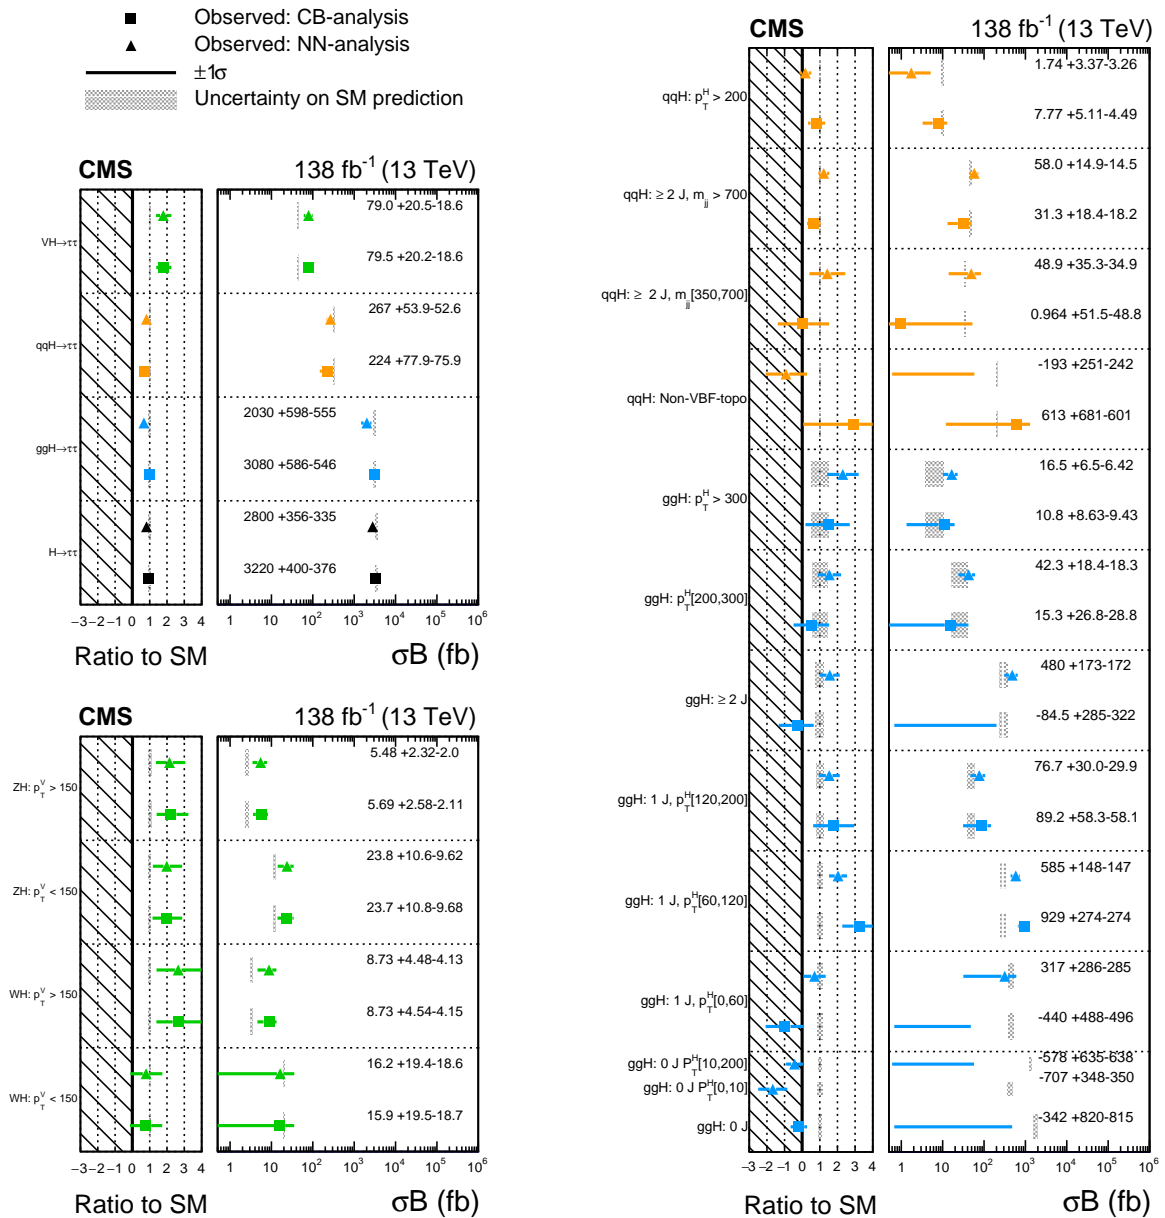 Observed: CB-analysis
Observed: NN-analysis
±1σ
Uncertainty on SM prediction
CMS 138 fb⁻¹ (13 TeV)
VH→ττ
79.0 +20.5-18.6
79.5 +20.2-18.6
qqH→ττ
267 +53.9-52.6
224 +77.9-75.9
ggH→ττ
2030 +598-555
3080 +586-546
H→ττ
2800 +356-335
3220 +400-376
−3 −2 −1 0 1 2 3 4
1 10 10² 10³ 10⁴ 10⁵ 10⁶
Ratio to SM
σB (fb)
CMS 138 fb⁻¹ (13 TeV)
ZH: p_T^V > 150
5.48 +2.32-2.0
5.69 +2.58-2.11
ZH: p_T^V < 150
23.8 +10.6-9.62
23.7 +10.8-9.68
WH: p_T^V > 150
8.73 +4.48-4.13
8.73 +4.54-4.15
WH: p_T^V < 150
16.2 +19.4-18.6
15.9 +19.5-18.7
−3 −2 −1 0 1 2 3 4
1 10 10² 10³ 10⁴ 10⁵ 10⁶
Ratio to SM
σB (fb)
CMS 138 fb⁻¹ (13 TeV)
qqH: p_T^H > 200
1.74 +3.37-3.26
7.77 +5.11-4.49
qqH: ≥ 2 J, m_jj > 700
58.0 +14.9-14.5
31.3 +18.4-18.2
qqH: ≥ 2 J, m_jj[350,700]
48.9 +35.3-34.9
0.964 +51.5-48.8
qqH: Non-VBF-topo
-193 +251-242
613 +681-601
ggH: p_T^H > 300
16.5 +6.5-6.42
10.8 +8.63-9.43
ggH: p_T^H[200,300]
42.3 +18.4-18.3
15.3 +26.8-28.8
ggH: ≥ 2 J
480 +173-172
-84.5 +285-322
ggH: 1 J, p_T^H[120,200]
76.7 +30.0-29.9
89.2 +58.3-58.1
ggH: 1 J, p_T^H[60,120]
585 +148-147
929 +274-274
ggH: 1 J, p_T^H[0,60]
317 +286-285
-440 +488-496
ggH: 0 J P_T^H[10,200]
-578 +635-638
ggH: 0 J P_T^H[0,10]
-707 +348-350
ggH: 0 J
-342 +820-815
−3 −2 −1 0 1 2 3 4
1 10 10² 10³ 10⁴ 10⁵ 10⁶
Ratio to SM
σB (fb)